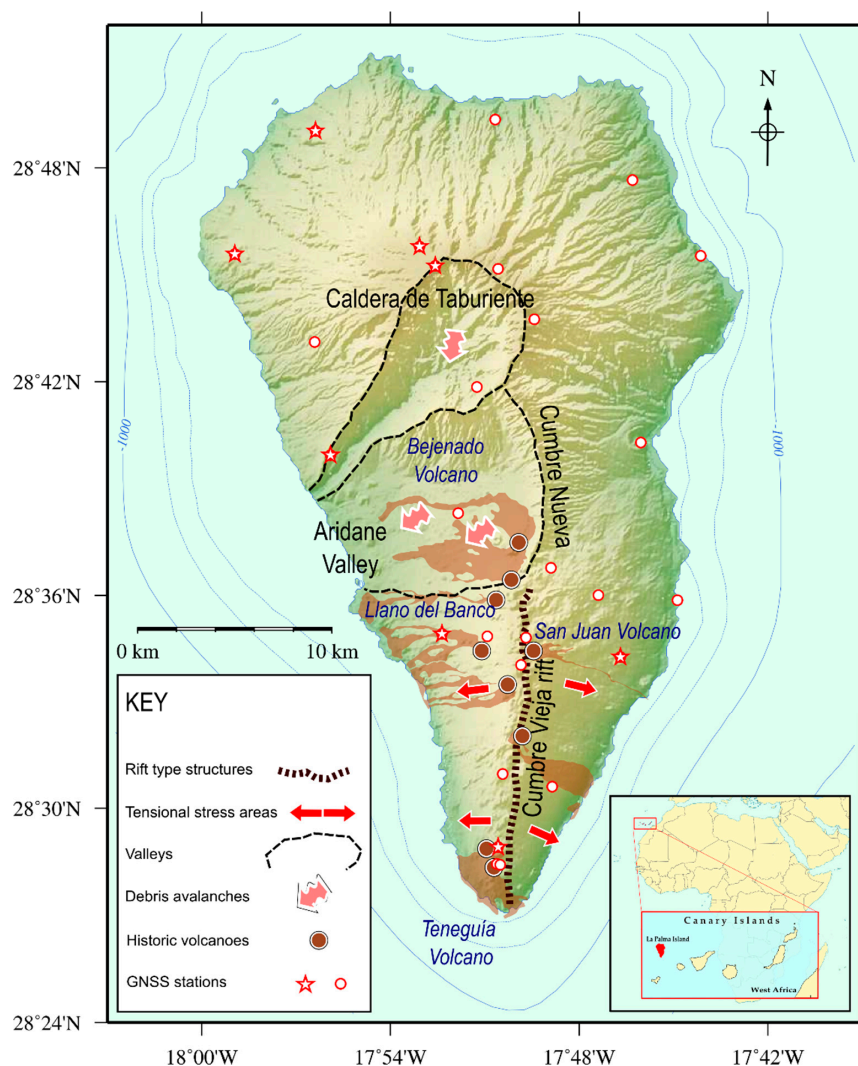 N
28°48'N
28°42'N
28°36'N
28°30'N
28°24'N
18°00'W
17°54'W
17°48'W
17°42'W
-1000
-1000
Caldera de Taburiente
Cumbre Nueva
Bejenado
Volcano
Aridane
Valley
Llano del Banco
San Juan Volcano
Cumbre Vieja rift
Teneguía
Volcano
0 km
10 km
KEY
Rift type structures
Tensional stress areas
Valleys
Debris avalanches
Historic volcanoes
GNSS stations
Canary Islands
La Palma Island
West Africa